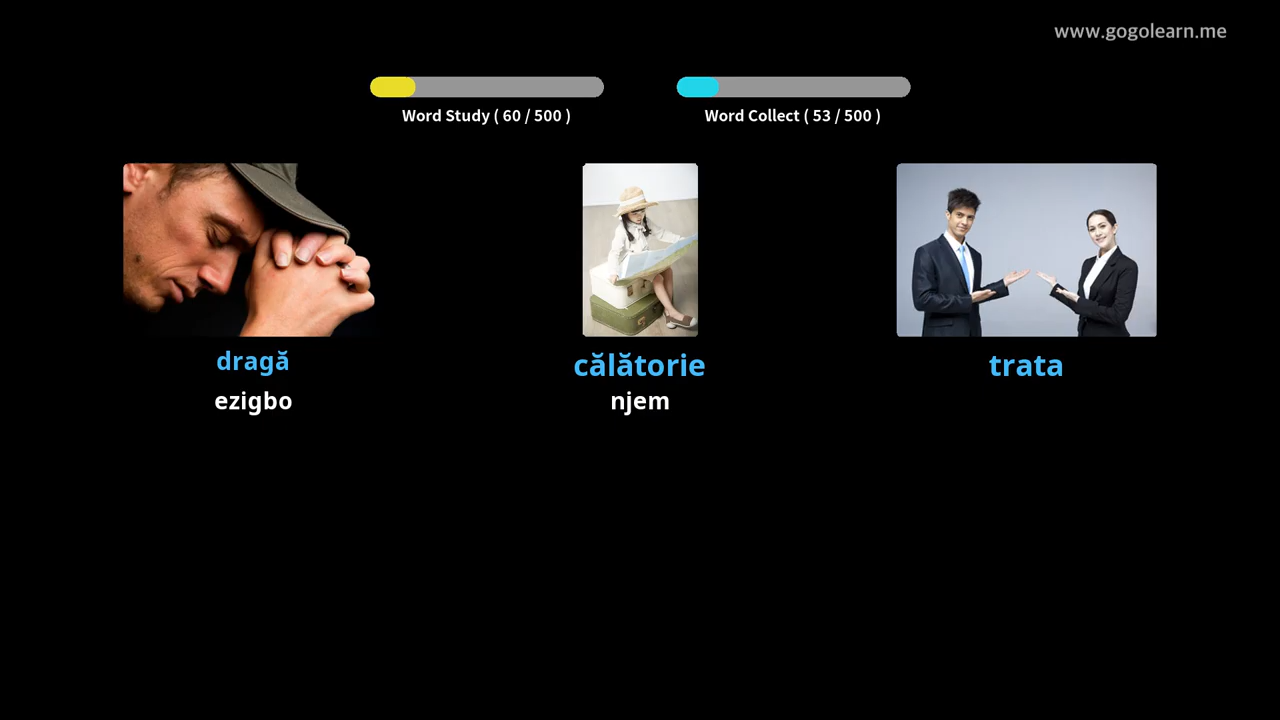 www.gogolearn.me
Word Study ( 60 / 500 )
Word Collect ( 53 / 500 )
dragă
călătorie
trata
ezigbo
njem